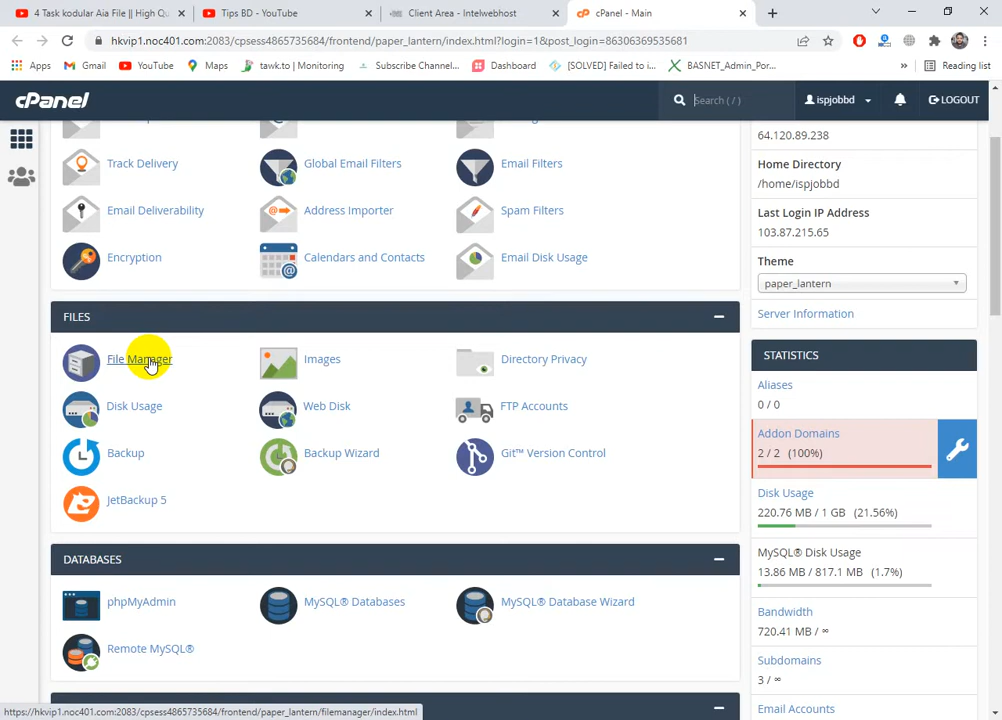 4 Task kodular Aia File || High Qu
Tips BD - YouTube
Client Area - Intelwebhost
cPanel - Main
hkvip1.noc401.com:2083/cpsess4865735684/frontend/paper_lantern/index.html?login=1&post_login=86306369535681
Apps
Gmail
YouTube
Maps
tawk.to | Monitoring
Subscribe Channel...
Dashboard
[SOLVED] Failed to i...
BASNET_Admin_Por...
»
Reading list
cPanel
Search ( / )
ispjobbd
LOGOUT
Track Delivery
Global Email Filters
Email Filters
Email Deliverability
Address Importer
Spam Filters
Encryption
Calendars and Contacts
Email Disk Usage
FILES
File Manager
Images
Directory Privacy
Disk Usage
Web Disk
FTP Accounts
Backup
Backup Wizard
Git™ Version Control
JetBackup 5
DATABASES
phpMyAdmin
MySQL® Databases
MySQL® Database Wizard
Remote MySQL®
64.120.89.238
Home Directory
/home/ispjobbd
Last Login IP Address
103.87.215.65
Theme
paper_lantern
Server Information
STATISTICS
Aliases
0 / 0
Addon Domains
2 / 2 (100%)
Disk Usage
220.76 MB / 1 GB (21.56%)
MySQL® Disk Usage
13.86 MB / 817.1 MB (1.7%)
Bandwidth
720.41 MB / ∞
Subdomains
3 / ∞
Email Accounts
https://hkvip1.noc401.com:2083/cpsess4865735684/frontend/paper_lantern/filemanager/index.html